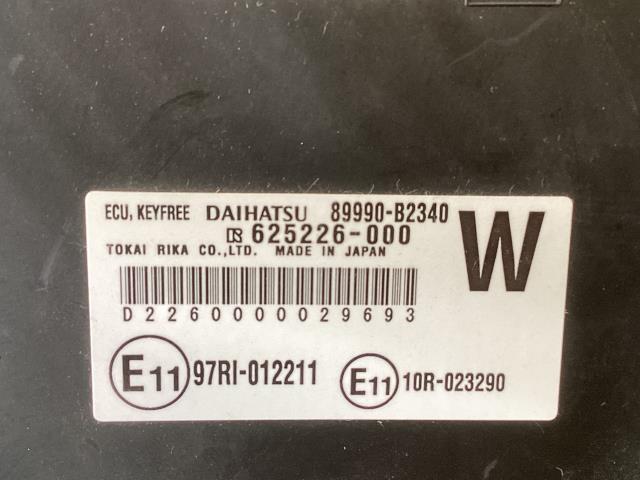 ECU, KEYFREE DAIHATSU 89990-B2340
625226-000
TOKAI RIKA CO.,LTD. MADE IN JAPAN
W
D2260000029693
E11 97RI-012211 E11 10R-023290